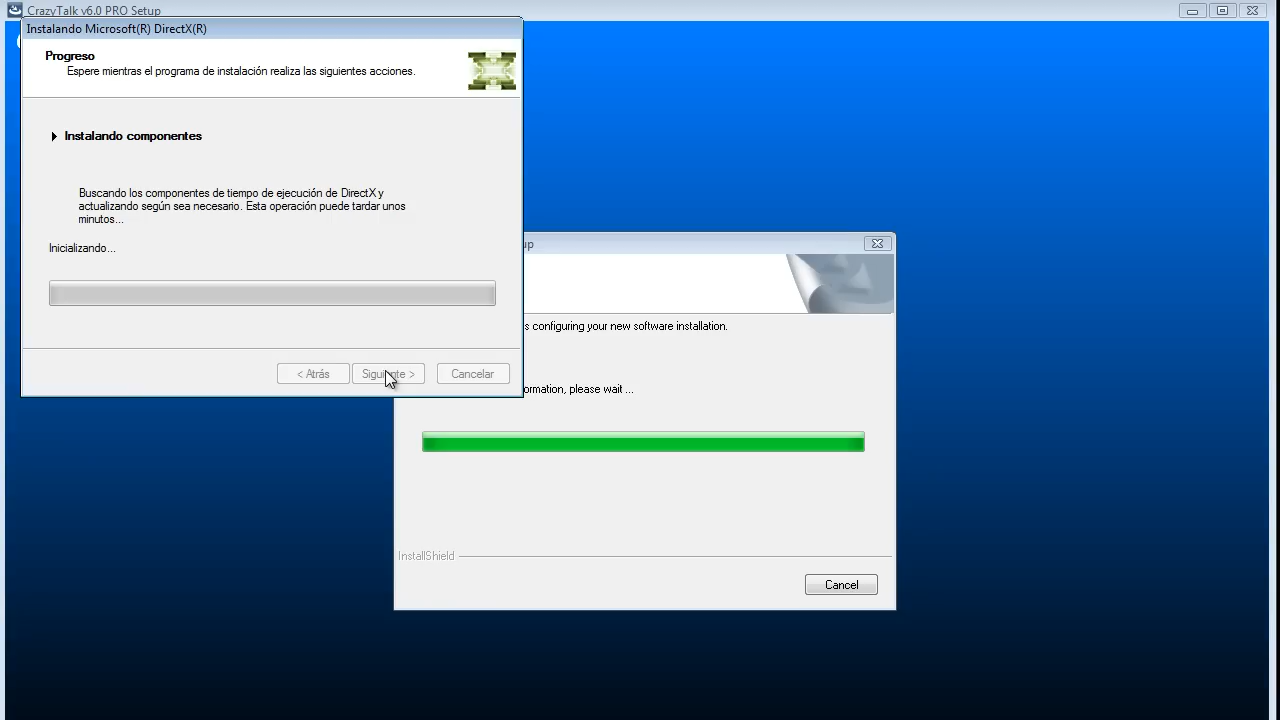 CrazyTalk v6.0 PRO Setup
Instalando Microsoft(R) DirectX(R)
Progreso
Espere mientras el programa de instalación realiza las siguientes acciones.
Instalando componentes
Buscando los componentes de tiempo de ejecución de DirectX y
actualizando según sea necesario. Esta operación puede tardar unos
minutos...
Inicializando...
< Atrás
Siguiente >
Cancelar
up
s configuring your new software installation.
ormation, please wait ...
InstallShield
Cancel